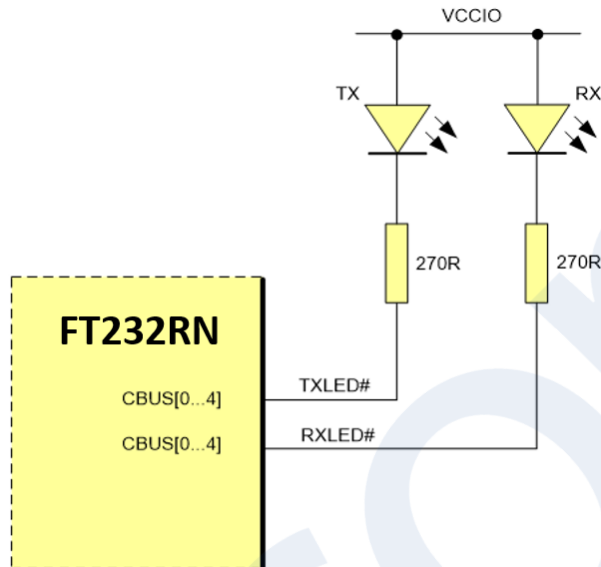 VCCIO
TX
RX
270R
270R
FT232RN
CBUS[0...4]
TXLED#
CBUS[0...4]
RXLED#